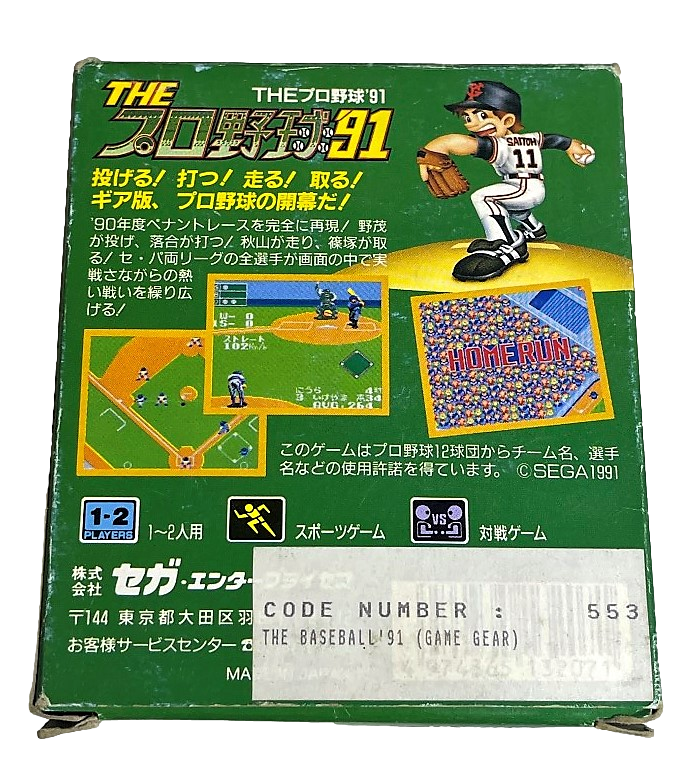 THE
THEプロ野球'91
プロ野球'91
SAITOH
11
投げる! 打つ! 走る! 取る!
ギア版、プロ野球の開幕だ!
'90年度ペナントレースを完全に再現! 野茂
が投げ、落合が打つ! 秋山が走り、篠塚が取
る! セ・パ両リーグの全選手が画面の中で実
戦さながらの熱
い戦いを繰り広
げる!
ストレート
102
HOMERUN
このゲームはプロ野球12球団からチーム名、選手
名などの使用許諾を得ています。 ©SEGA1991
1-2
PLAYERS
1〜2人用
スポーツゲーム
VS
対戦ゲーム
株式
会社
セガ・エンタープライゼス
〒144 東京都大田区羽
お客様サービスセンター
CODE NUMBER : 553
THE BASEBALL'91 (GAME GEAR)